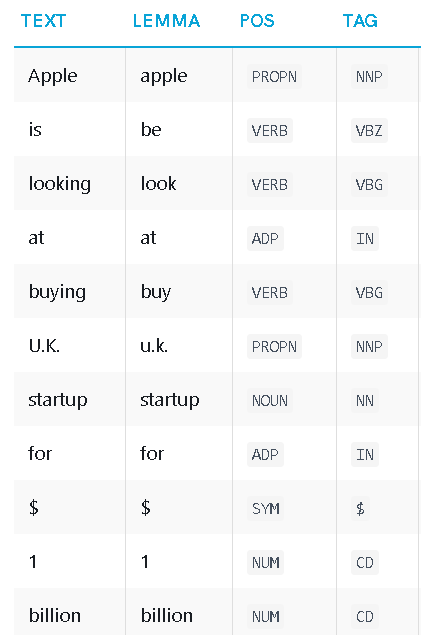 TEXT LEMMA POS TAG
Apple apple PROPN NNP
is be VERB VBZ
looking look VERB VBG
at at ADP IN
buying buy VERB VBG
U.K. u.k. PROPN NNP
startup startup NOUN NN
for for ADP IN
$ $ SYM $
1 1 NUM CD
billion billion NUM CD